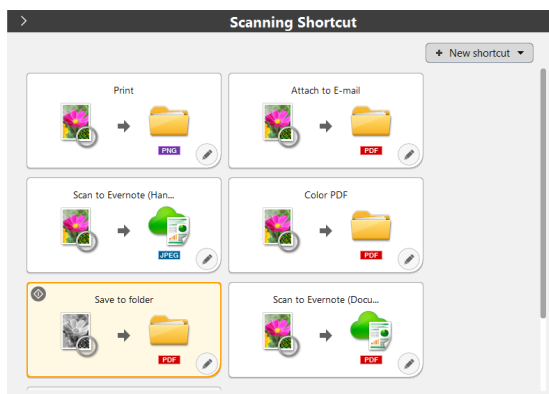 Scanning Shortcut
+ New shortcut
Print
PNG
Attach to E-mail
PDF
Scan to Evernote (Han...
JPEG
Color PDF
PDF
Save to folder
PDF
Scan to Evernote (Docu...
PDF